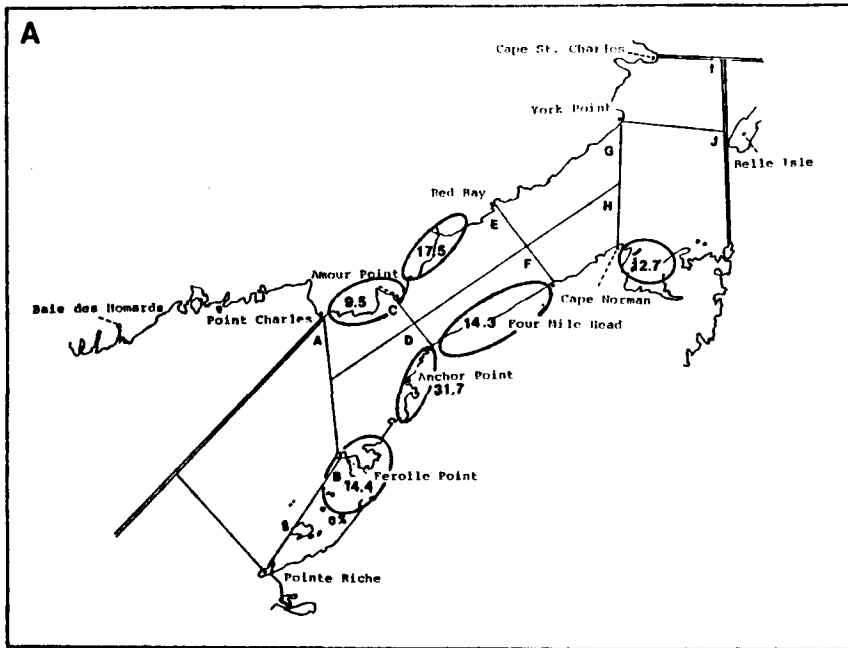 A
Cape St. Charles
I
York Point
G
J
Belle Isle
Red Bay
E
H
17.5
F
12.7
Amour Point
9.5
C
Cape Norman
Baie des Homards
Point Charles
A
D
14.3
Four Mile Head
Anchor Point
31.7
B
Ferolle Point
14.4
0%
Pointe Riche